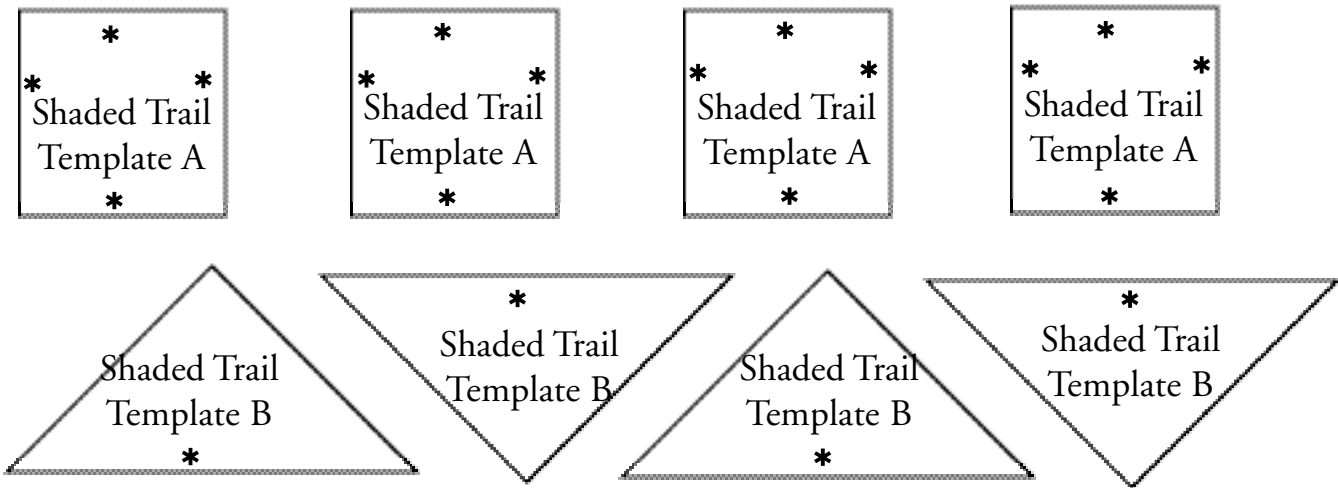 *
* *
Shaded Trail
Template A
*
*
* *
Shaded Trail
Template A
*
*
* *
Shaded Trail
Template A
*
*
* *
Shaded Trail
Template A
*
Shaded Trail
Template B
*
*
Shaded Trail
Template B
Shaded Trail
Template B
*
*
Shaded Trail
Template B